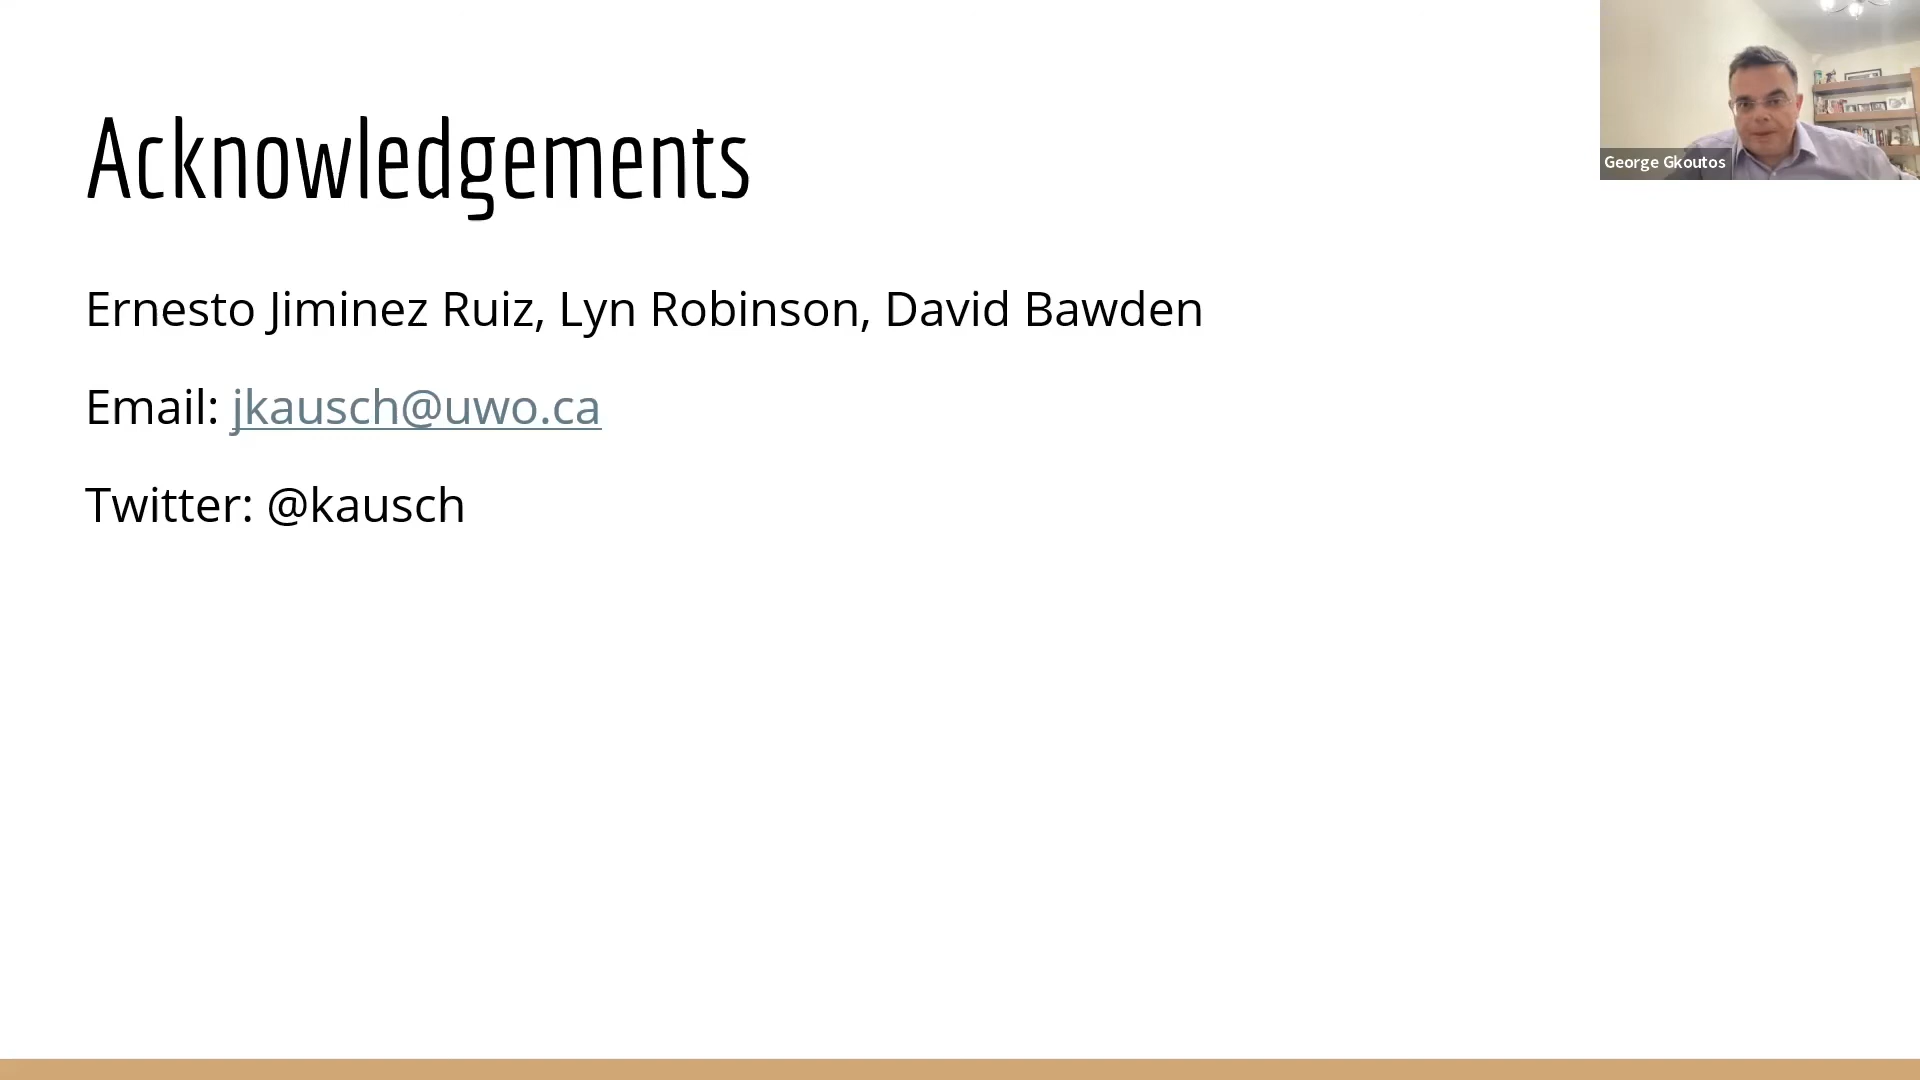 Acknowledgements
George Gkoutos
Ernesto Jiminez Ruiz, Lyn Robinson, David Bawden
Email: jkausch@uwo.ca
Twitter: @kausch